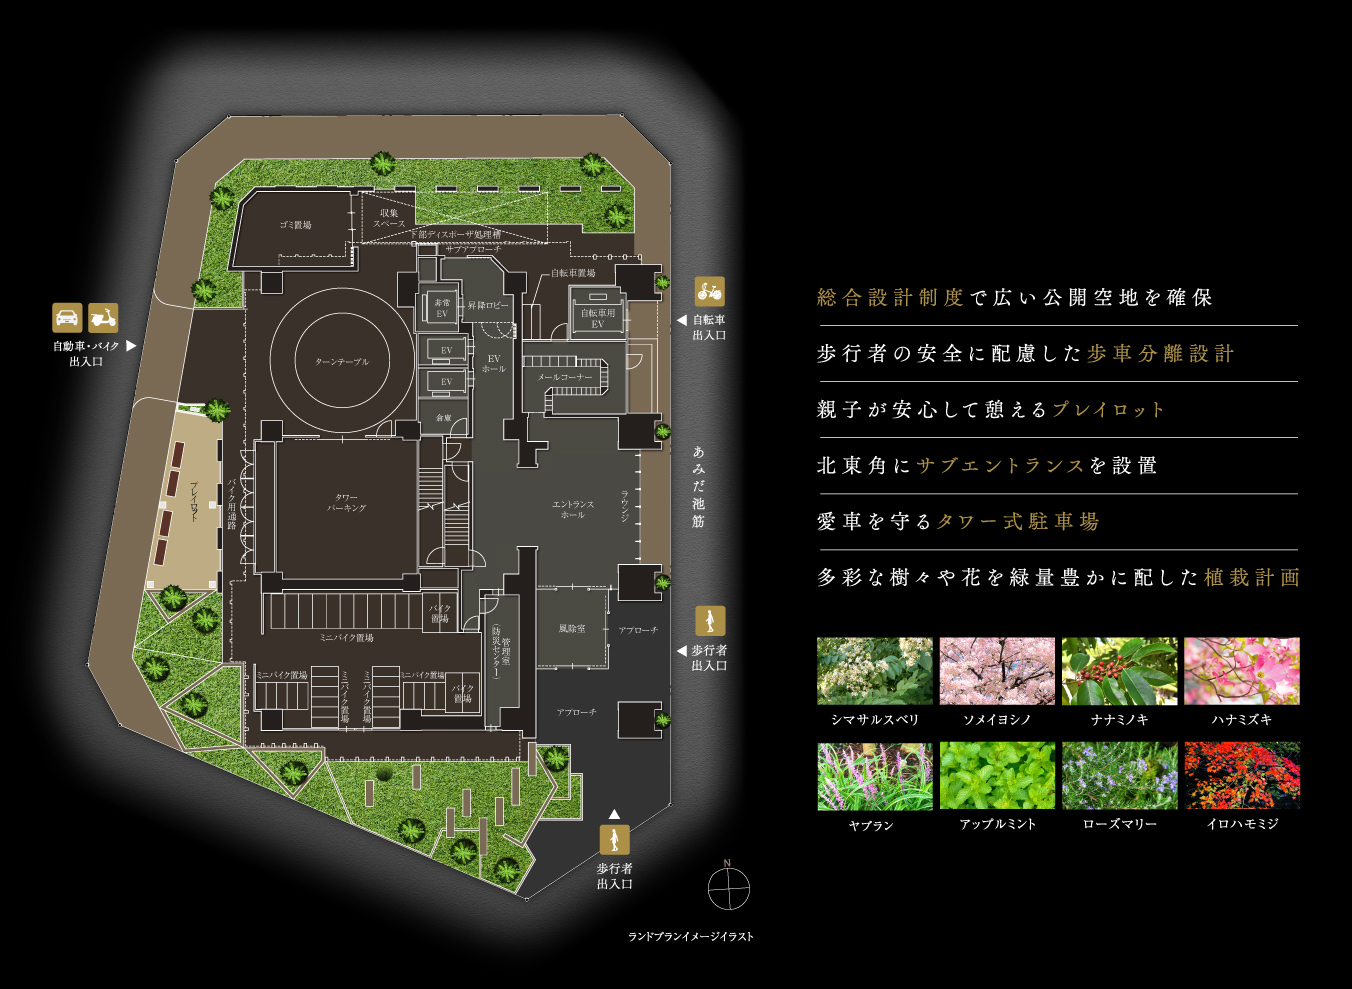 ゴミ置場
収集
スペース
下部ディスポーザ処理槽
サブアプローチ
自転車置場
非常
EV
昇降ロビー
自転車用
EV
自転車
出入口
自動車・バイク
出入口
ターンテーブル
EV
EV
EV
ホール
メールコーナー
倉庫
あみだ池筋
プレイロット
バイク用通路
タワー
パーキング
エントランス
ホール
ラウンジ
バイク
置場
ミニバイク置場
管理室
(防災センター)
風除室
アプローチ
歩行者
出入口
ミニバイク置場
ミニバイク置場
ミニバイク置場
ミニバイク置場
バイク
置場
アプローチ
歩行者
出入口
N
ランドプランイメージイラスト
総合設計制度で広い公開空地を確保
歩行者の安全に配慮した歩車分離設計
親子が安心して憩えるプレイロット
北東角にサブエントランスを設置
愛車を守るタワー式駐車場
多彩な樹々や花を緑量豊かに配した植栽計画
シマサルスベリ
ソメイヨシノ
ナナミノキ
ハナミズキ
ヤブラン
アップルミント
ローズマリー
イロハモミジ